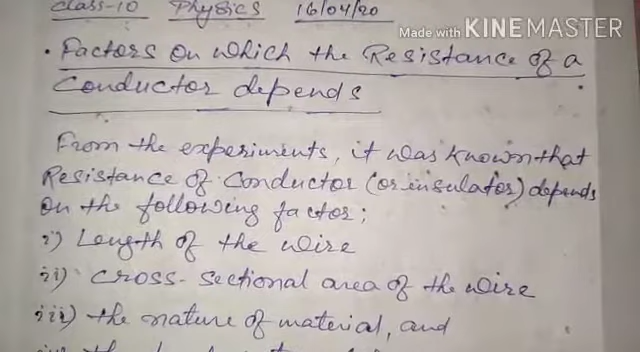 Class-10 Physics 16/04/20
Made with KINEMASTER
• Factors on which the Resistance of a
Conductor depends
From the experiments, it was known that
Resistance of Conductor (or insulator) depends
on the following factor;
i) Length of the wire
ii) Cross-sectional area of the wire
iii) the nature of material, and